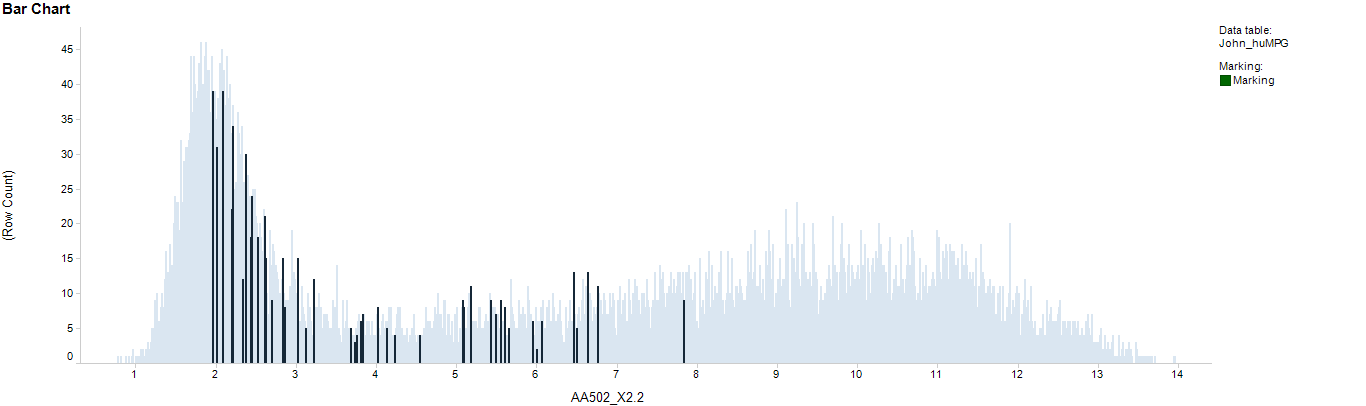 Bar Chart
Data table:
John_huMPG
Marking:
Marking
(Row Count)
45
40
35
30
25
20
15
10
5
0
1 2 3 4 5 6 7 8 9 10 11 12 13 14
AA502_X2.2